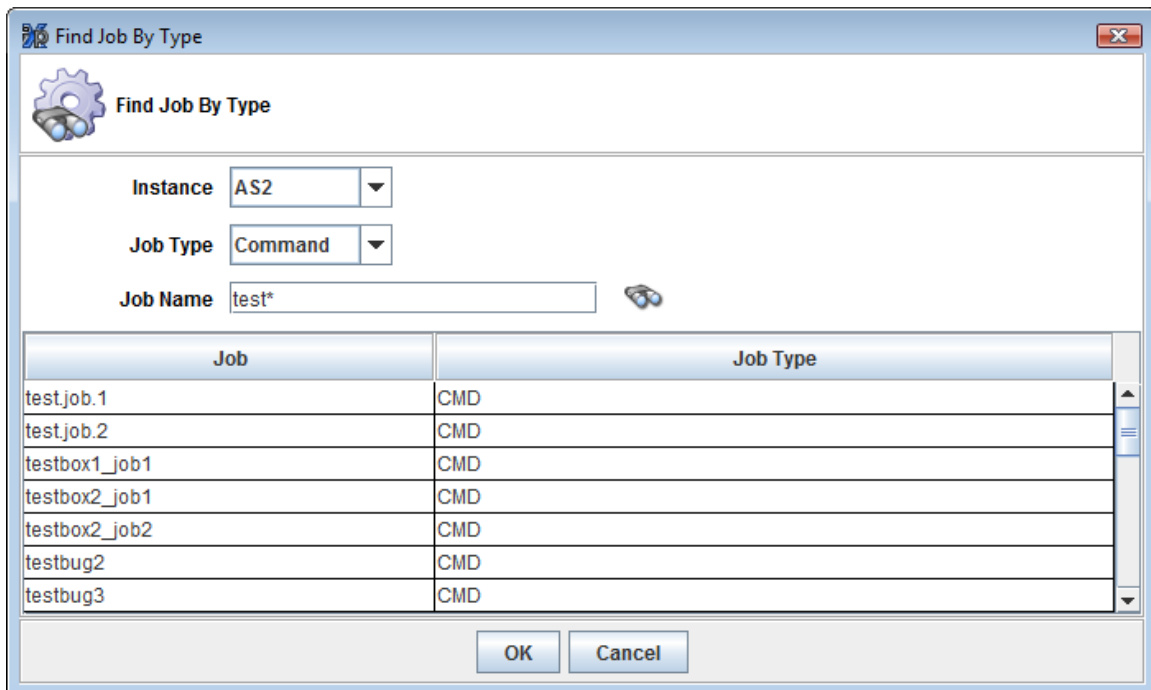 Find Job By Type
Find Job By Type
Instance AS2
Job Type Command
Job Name test*
Job Job Type
test.job.1 CMD
test.job.2 CMD
testbox1_job1 CMD
testbox2_job1 CMD
testbox2_job2 CMD
testbug2 CMD
testbug3 CMD
OK Cancel